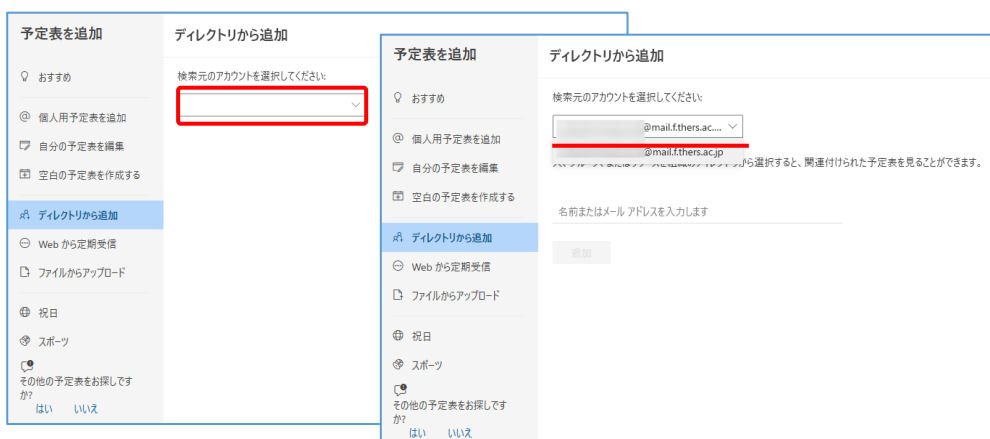 予定表を追加
おすすめ
@ 個人用予定表を追加
自分の予定表を編集
空白の予定表を作成する
ディレクトリから追加
Web から定期受信
ファイルからアップロード
祝日
スポーツ
その他の予定表をお探しです
か?
はい いいえ
ディレクトリから追加
検索元のアカウントを選択してください:
予定表を追加
おすすめ
@ 個人用予定表を追加
自分の予定表を編集
空白の予定表を作成する
ディレクトリから追加
Web から定期受信
ファイルからアップロード
祝日
スポーツ
その他の予定表をお探しです
か?
はい いいえ
ディレクトリから追加
検索元のアカウントを選択してください:
@mail.f.thers.ac....
@mail.f.thers.ac.jp
から選択すると、関連付けられた予定表を見ることができます。
名前またはメール アドレスを入力します
追加